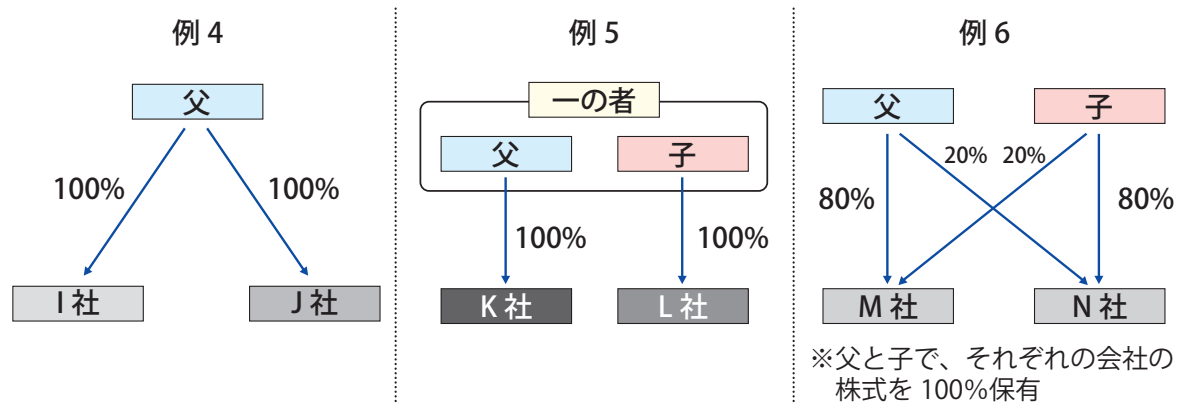 例 4
父
100%
100%
I 社
J 社
例 5
一の者
父
子
100%
100%
K 社
L 社
例 6
父
子
20%
20%
80%
80%
M 社
N 社
※父と子で、それぞれの会社の
株式を 100%保有